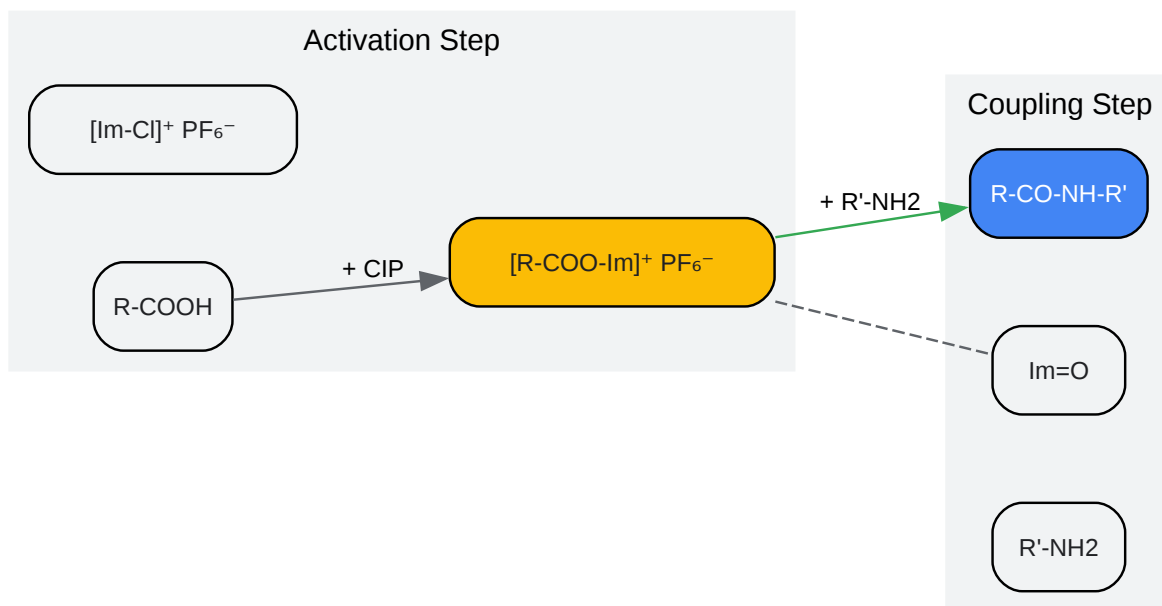 Activation Step
[Im-Cl]⁺ PF₆⁻
R-COOH
+ CIP
[R-COO-Im]⁺ PF₆⁻
+ R'-NH2
Coupling Step
R-CO-NH-R'
Im=O
R'-NH2